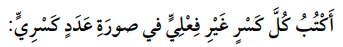 أَكْتُبُ كُلَّ كَسْرٍ غَيْرِ فِعْلِيٍّ في صورَةِ عَدَدٍ كَسْرِيٍّ: